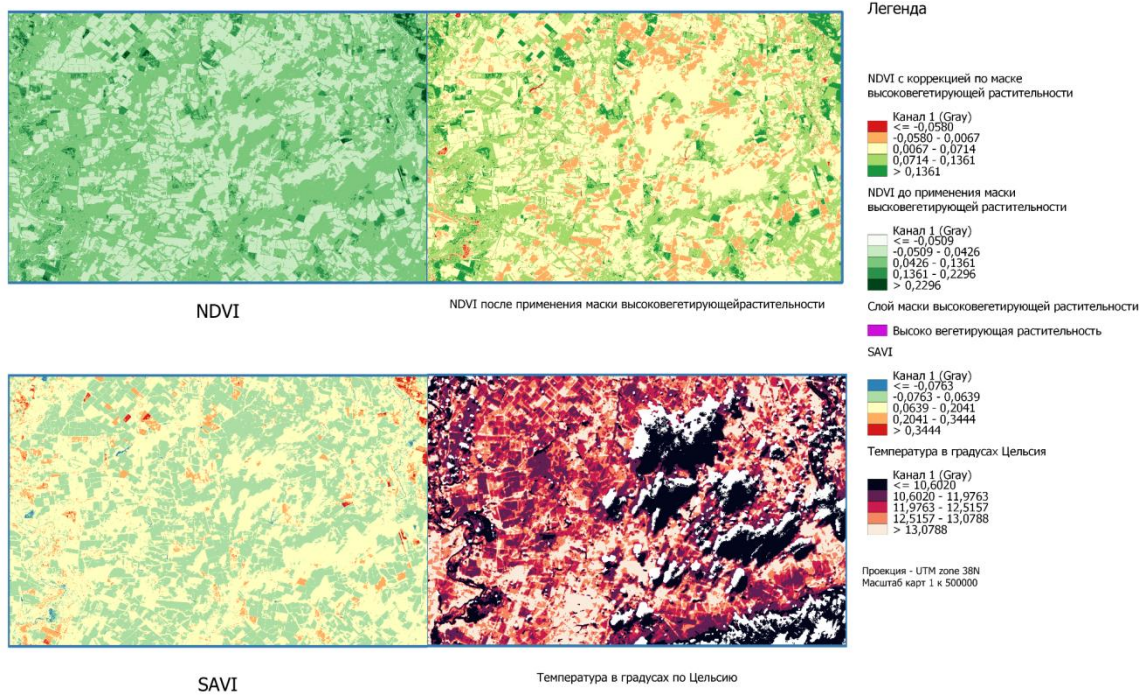 Легенда
NDVI с коррекцией по маске
высоковегетирующей растительности
Канал 1 (Gray)
<= -0,0580
-0,0580 - 0,0067
0,0067 - 0,0714
0,0714 - 0,1361
> 0,1361
NDVI до применения маски
высковегетирующей растительности
Канал 1 (Gray)
<= -0,0509
-0,0509 - 0,0426
0,0426 - 0,1361
0,1361 - 0,2296
> 0,2296
Слой маски высоковегетирующей растительности
Высоко вегетирующая растительность
SAVI
Канал 1 (Gray)
<= -0,0763
-0,0763 - 0,0639
0,0639 - 0,2041
0,2041 - 0,3444
> 0,3444
Температура в градусах Цельсия
Канал 1 (Gray)
<= 10,6020
10,6020 - 11,9763
11,9763 - 12,5157
12,5157 - 13,0788
> 13,0788
Проекция - UTM zone 38N
Масштаб карт 1 к 500000
NDVI
NDVI после применения маски высоковегетирующейрастительности
SAVI
Температура в градусах по Цельсию